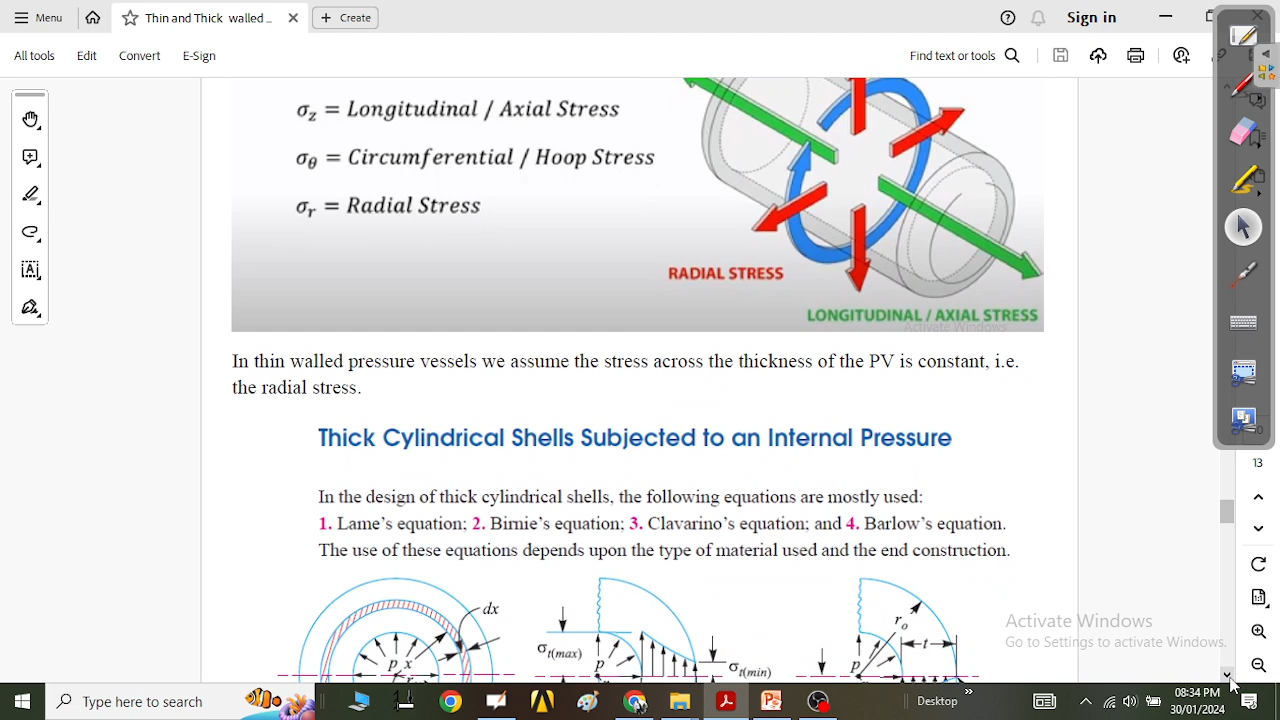 Menu
Thin and Thick walled ..
Create
Sign in
All tools
Edit
Convert
E-Sign
Find text or tools
σz = Longitudinal / Axial Stress
σθ = Circumferential / Hoop Stress
σr = Radial Stress
RADIAL STRESS
LONGITUDINAL / AXIAL STRESS
Activate Windows
In thin walled pressure vessels we assume the stress across the thickness of the PV is constant, i.e.
the radial stress.
Thick Cylindrical Shells Subjected to an Internal Pressure
In the design of thick cylindrical shells, the following equations are mostly used:
1. Lame's equation; 2. Birnie's equation; 3. Clavarino's equation; and 4. Barlow's equation.
The use of these equations depends upon the type of material used and the end construction.
dx
p x
σt(max)
p
σt(min)
ro
t
p
13
Activate Windows
Go to Settings to activate Windows.
Type here to search
Desktop
08:34 PM
30/01/2024